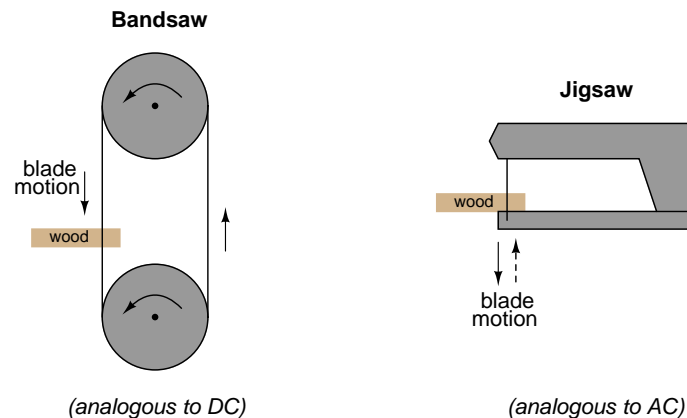 Bandsaw
blade
motion
wood
(analogous to DC)
Jigsaw
wood
blade
motion
(analogous to AC)